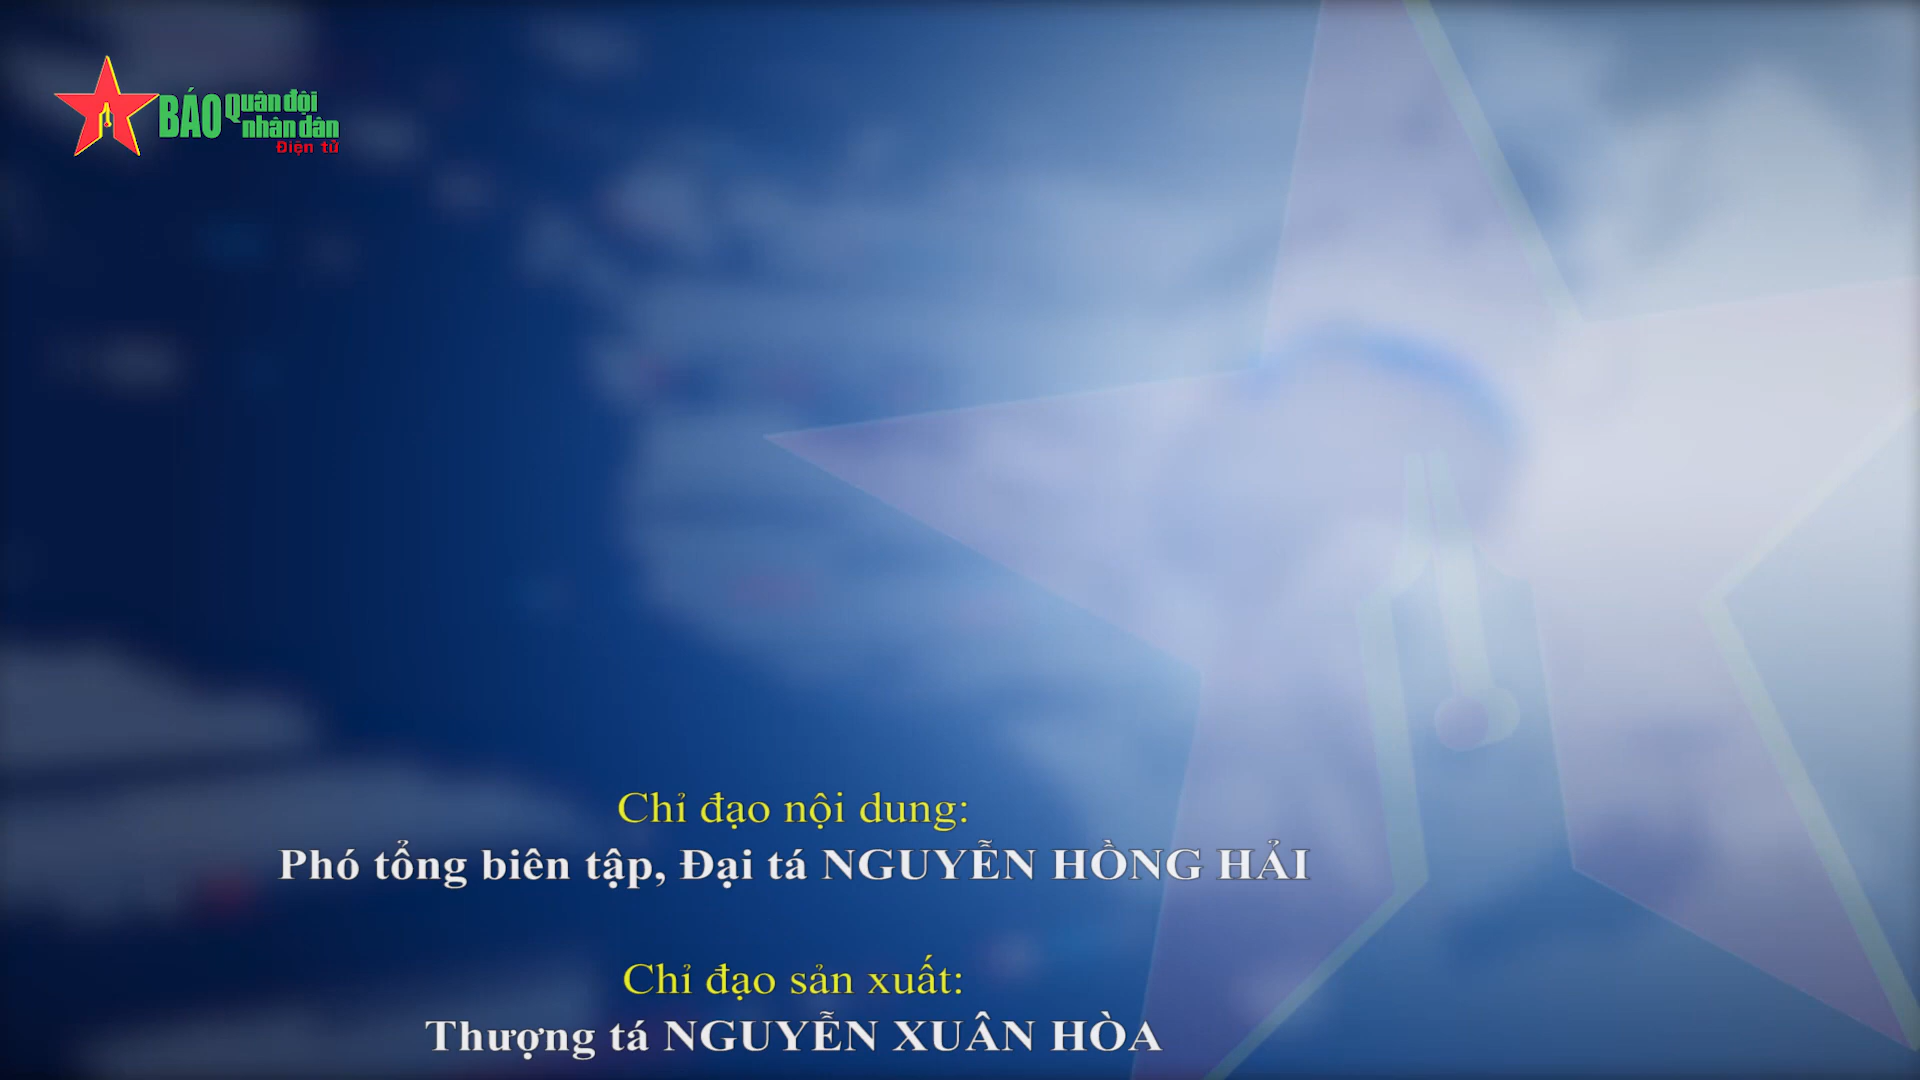 BÁO Quân đội
nhân dân
Điện tử
Chỉ đạo nội dung:
Phó tổng biên tập, Đại tá NGUYỄN HỒNG HẢI
Chỉ đạo sản xuất:
Thượng tá NGUYỄN XUÂN HÒA